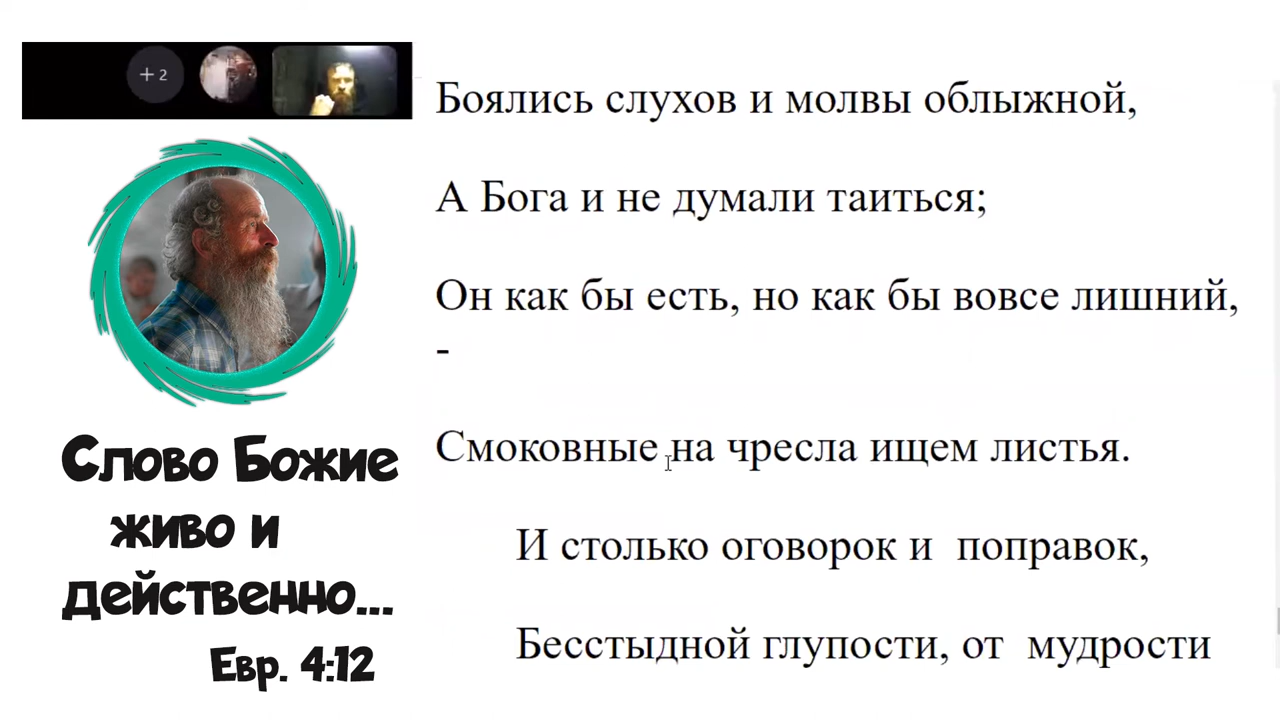 + 2
Боялись слухов и молвы облыжной,
А Бога и не думали таиться;
Он как бы есть, но как бы вовсе лишний,
-
Смоковные на чресла ищем листья.
И столько оговорок и поправок,
Бесстыдной глупости, от мудрости
Слово Божие
живо и
действенно...
Евр. 4:12